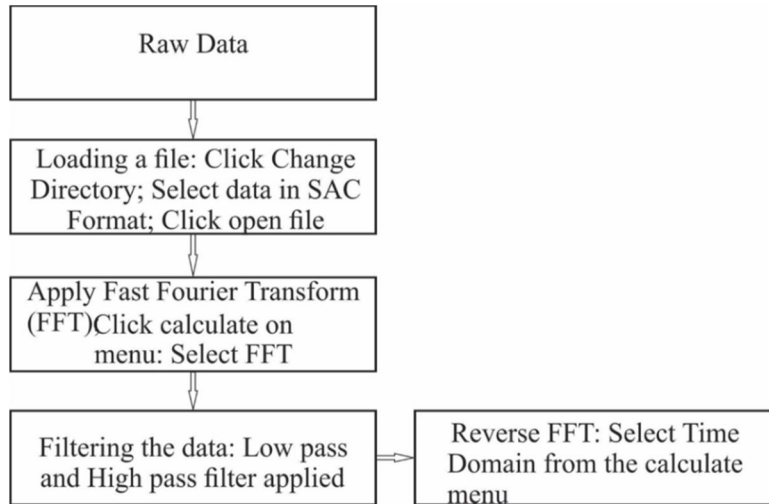 Raw Data
Loading a file: Click Change
Directory; Select data in SAC
Format; Click open file
Apply Fast Fourier Transform
(FFT)Click calculate on
menu: Select FFT
Filtering the data: Low pass
and High pass filter applied
Reverse FFT: Select Time
Domain from the calculate
menu